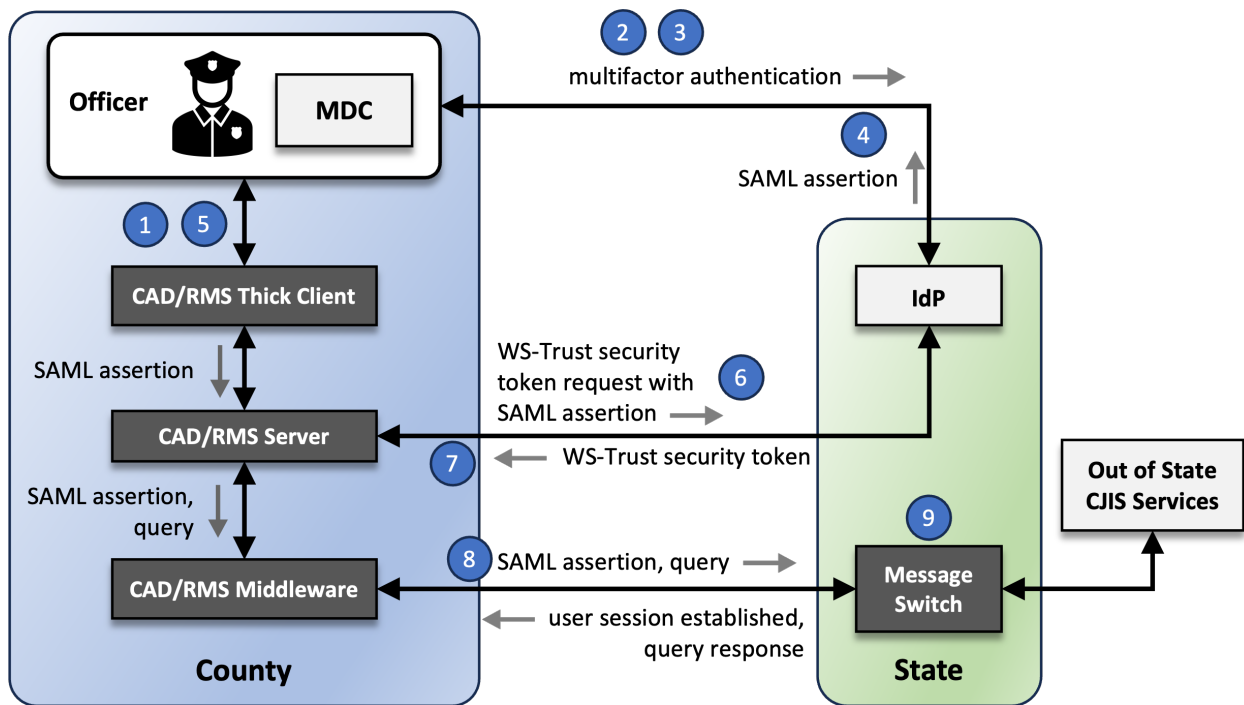 2
3
multifactor authentication
Officer
MDC
4
SAML assertion
1
5
CAD/RMS Thick Client
IdP
SAML assertion
WS-Trust security
token request with
SAML assertion
6
CAD/RMS Server
7
WS-Trust security token
SAML assertion,
query
Out of State
CJIS Services
9
8
SAML assertion, query
CAD/RMS Middleware
Message
Switch
user session established,
query response
County
State